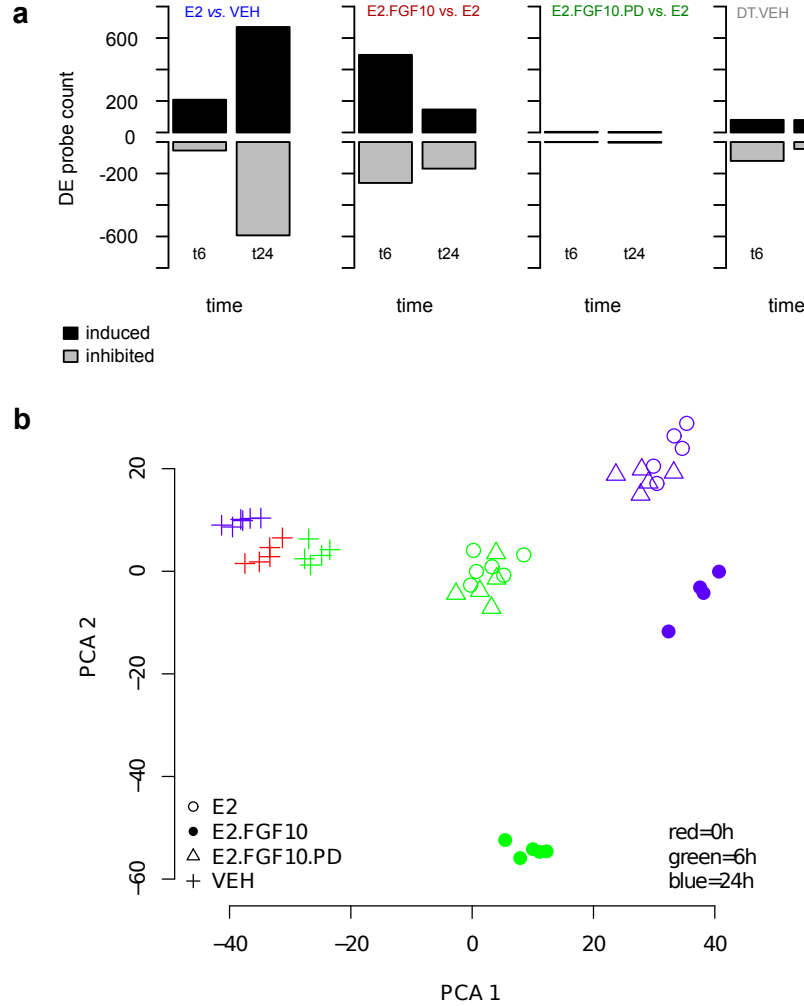 a
E2 vs. VEH
E2.FGF10 vs. E2
E2.FGF10.PD vs. E2
DT.VEH
DE probe count
600
200
0
-200
-600
t6
t24
t6
t24
t6
t24
t6
time
time
time
time
induced
inhibited
b
PCA 2
20
0
−20
−40
−60
E2
E2.FGF10
E2.FGF10.PD
VEH
red=0h
green=6h
blue=24h
−40
−20
0
20
40
PCA 1